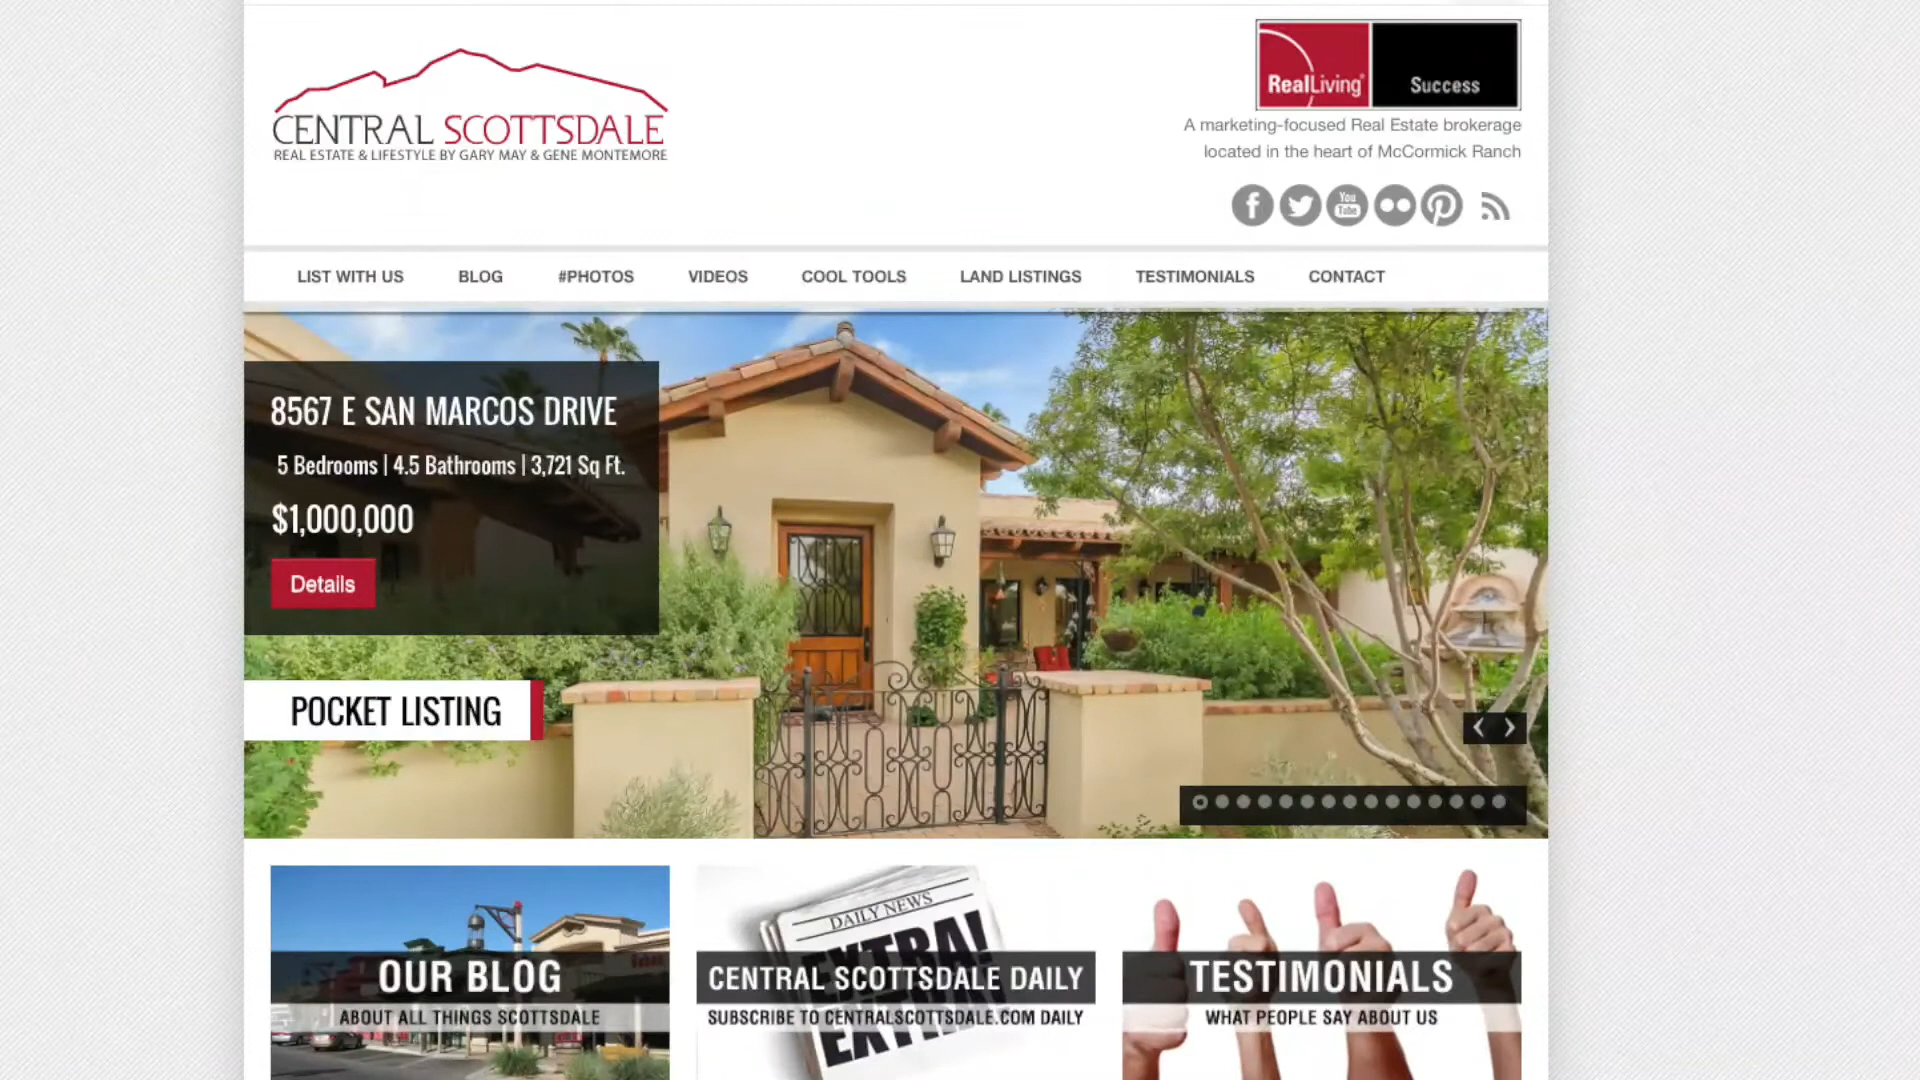 CENTRAL SCOTTSDALE
REAL ESTATE & LIFESTYLE BY GARY MAY & GENE MONTEMORE
RealLiving® Success
A marketing-focused Real Estate brokerage
located in the heart of McCormick Ranch
You
Tube
LIST WITH US BLOG #PHOTOS VIDEOS COOL TOOLS LAND LISTINGS TESTIMONIALS CONTACT
8567 E SAN MARCOS DRIVE
5 Bedrooms | 4.5 Bathrooms | 3,721 Sq Ft.
$1,000,000
Details
POCKET LISTING
OUR BLOG
ABOUT ALL THINGS SCOTTSDALE
DAILY NEWS
EXTRA!
CENTRAL SCOTTSDALE DAILY
SUBSCRIBE TO CENTRALSCOTTSDALE.COM DAILY
EXTRA!
TESTIMONIALS
WHAT PEOPLE SAY ABOUT US